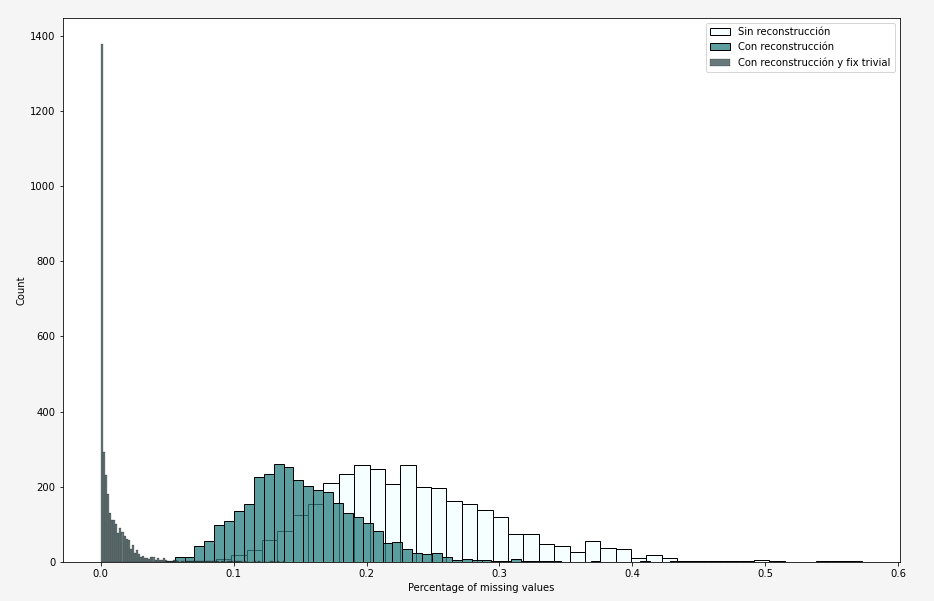 Sin reconstrucción
Con reconstrucción
Con reconstrucción y fix trivial
1400
1200
1000
800
600
400
200
0
Count
0.0 0.1 0.2 0.3 0.4 0.5 0.6
Percentage of missing values